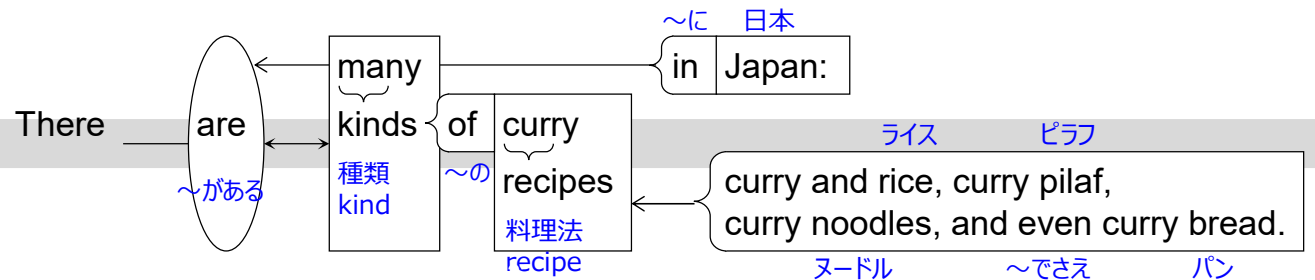 ～に 日本
many in Japan:
There are kinds of curry
ライス ピラフ
～がある 種類 ～の recipes curry and rice, curry pilaf,
kind 料理法 curry noodles, and even curry bread.
recipe ヌードル ～でさえ パン